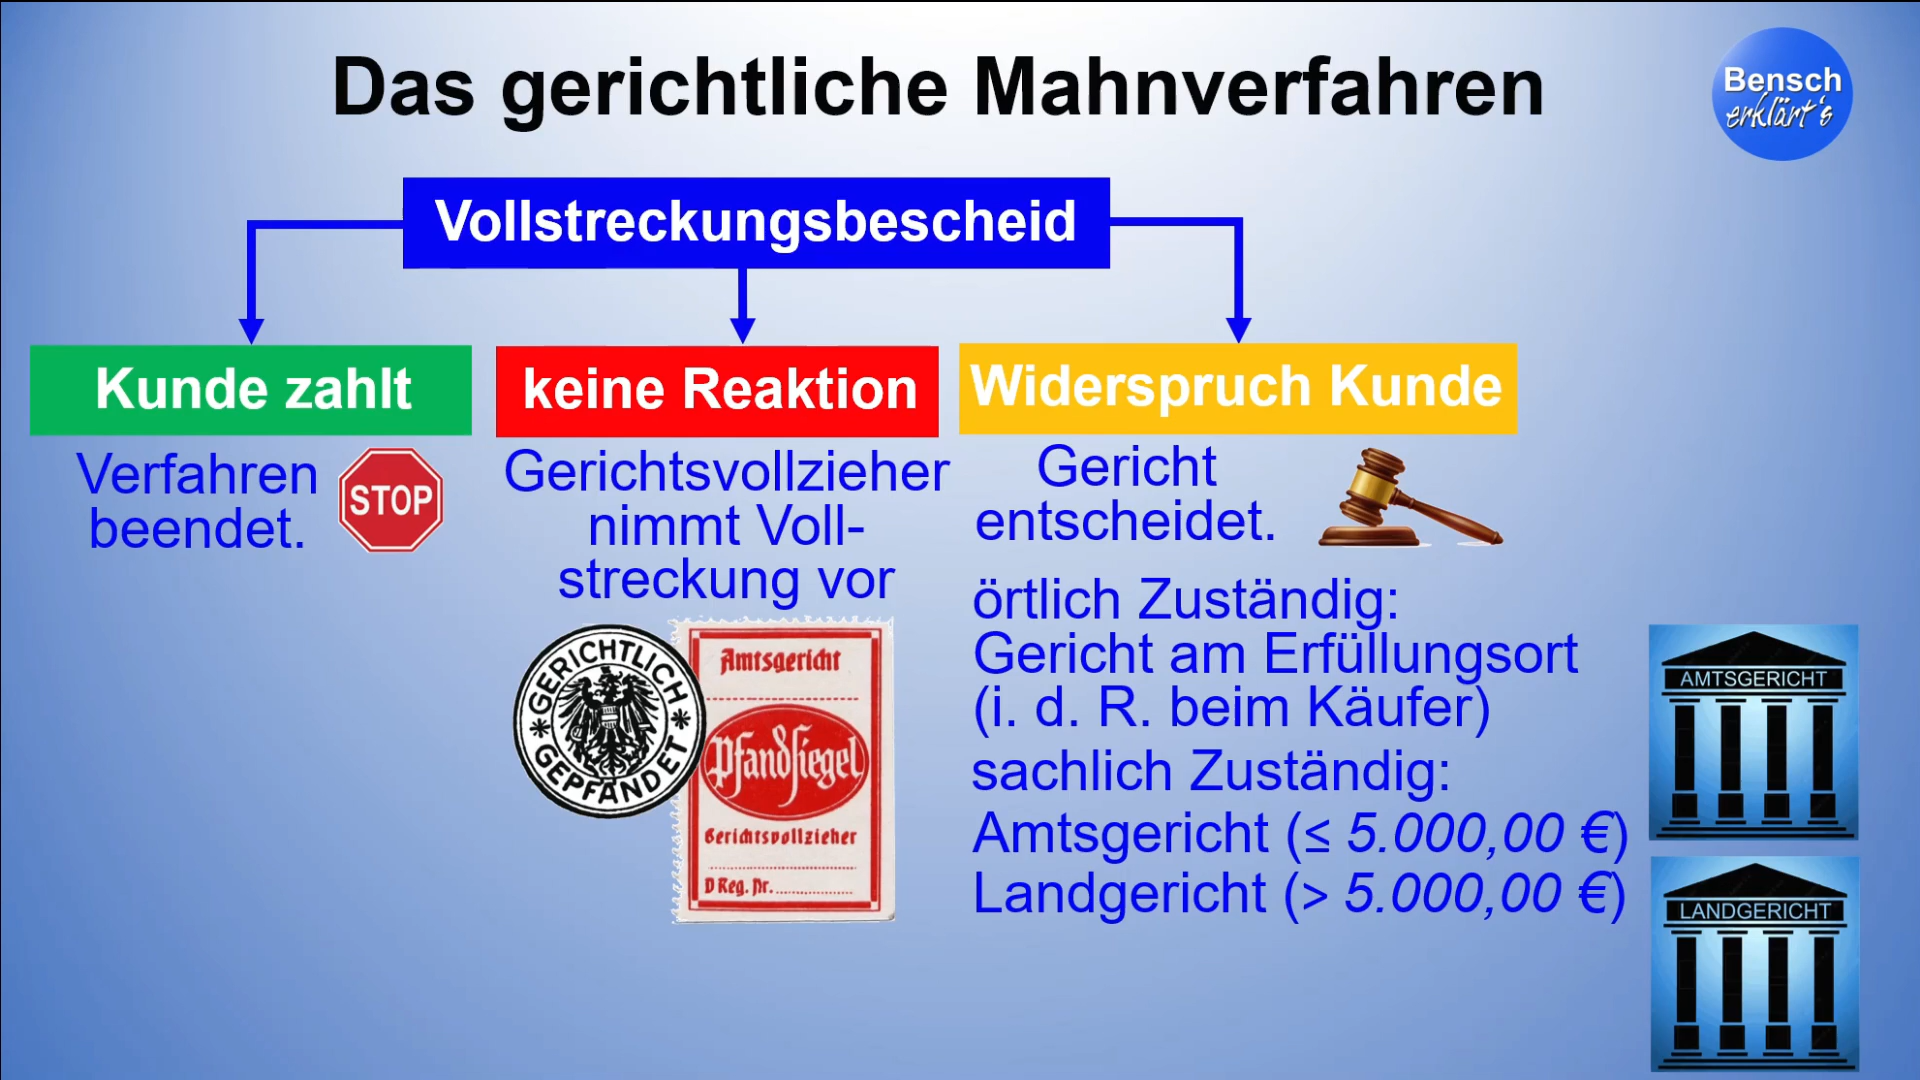 Das gerichtliche Mahnverfahren
Bensch
erklärt's
Vollstreckungsbescheid
Kunde zahlt
Verfahren
beendet.
STOP
keine Reaktion
Gerichtsvollzieher
nimmt Voll-
streckung vor
GERICHTLICH
GEPFÄNDET
Amtsgericht
Pfandsiegel
Gerichtsvollzieher
D Reg. Nr.
Widerspruch Kunde
Gericht
entscheidet.
örtlich Zuständig:
Gericht am Erfüllungsort
(i. d. R. beim Käufer)
sachlich Zuständig:
Amtsgericht (≤ 5.000,00 €)
Landgericht (> 5.000,00 €)
AMTSGERICHT
LANDGERICHT